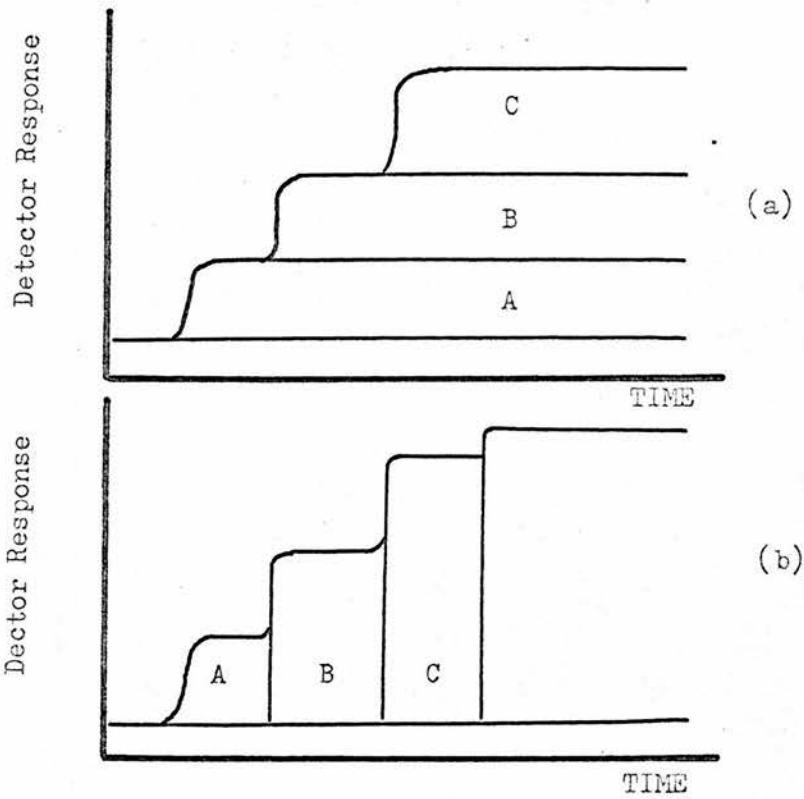 Detector Response
C
B
A
(a)
TIME
Dector Response
A
B
C
(b)
TIME